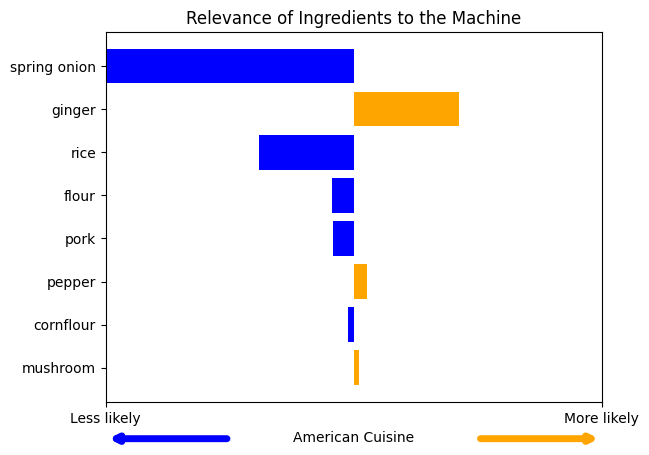 Relevance of Ingredients to the Machine
spring onion
ginger
rice
flour
pork
pepper
cornflour
mushroom
Less likely
More likely
American Cuisine